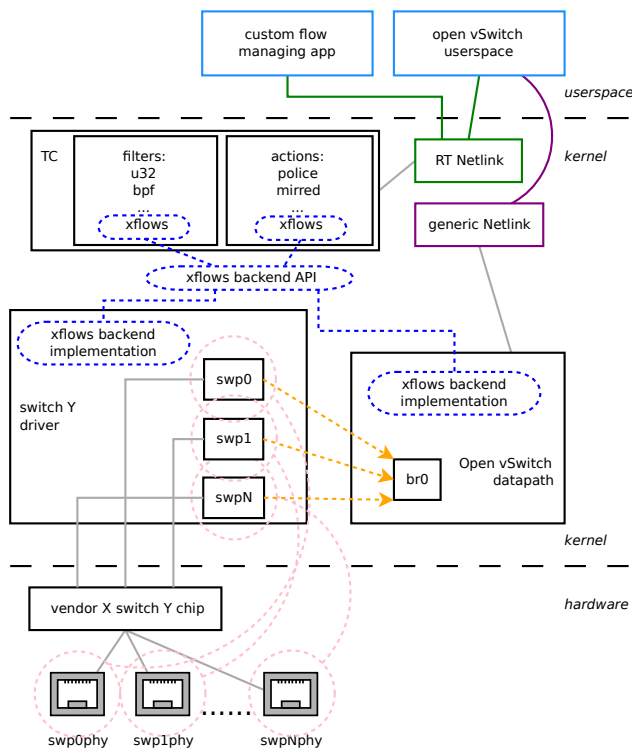 custom flow
managing app
open vSwitch
userspace
userspace
kernel
TC
filters:
u32
bpf
...
xflows
actions:
police
mirred
...
xflows
RT Netlink
generic Netlink
xflows backend API
xflows backend
implementation
switch Y
driver
swp0
swp1
swpN
xflows backend
implementation
br0
Open vSwitch
datapath
kernel
hardware
vendor X switch Y chip
......
swp0phy
swp1phy
swpNphy